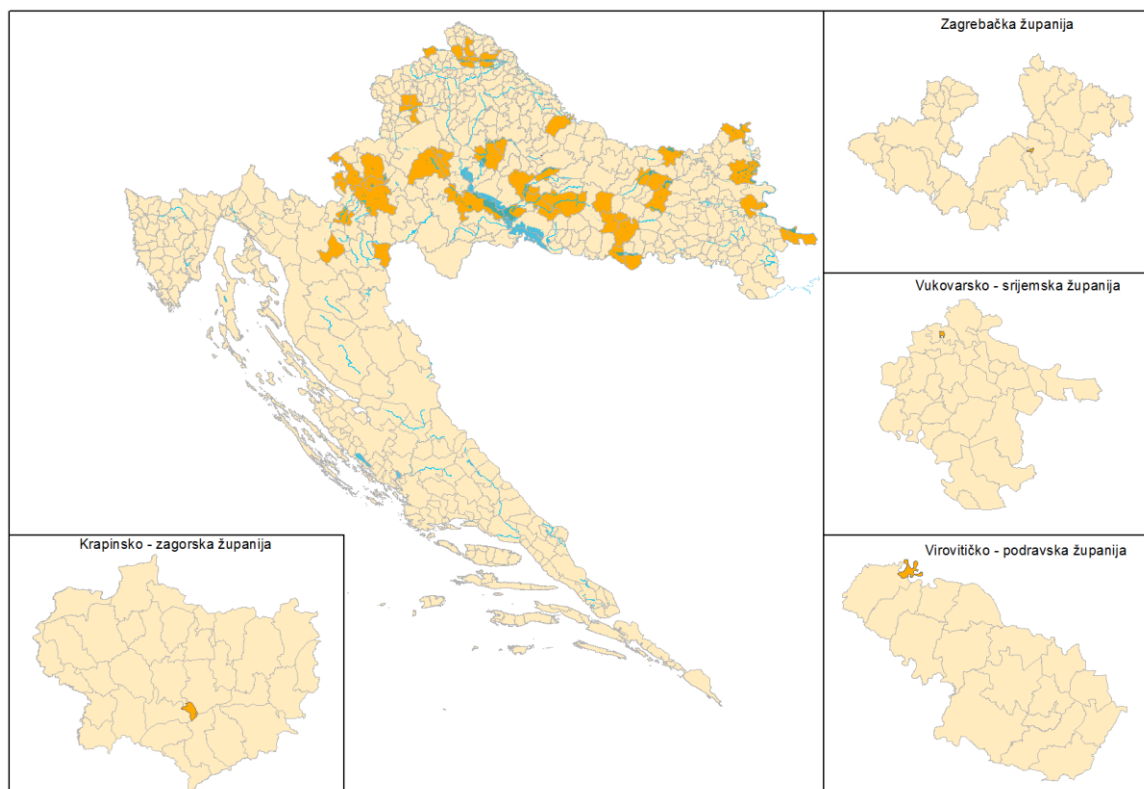 Zagrebačka županija
Vukovarsko - srijemska županija
Krapinsko - zagorska županija
Virovitičko - podravska županija